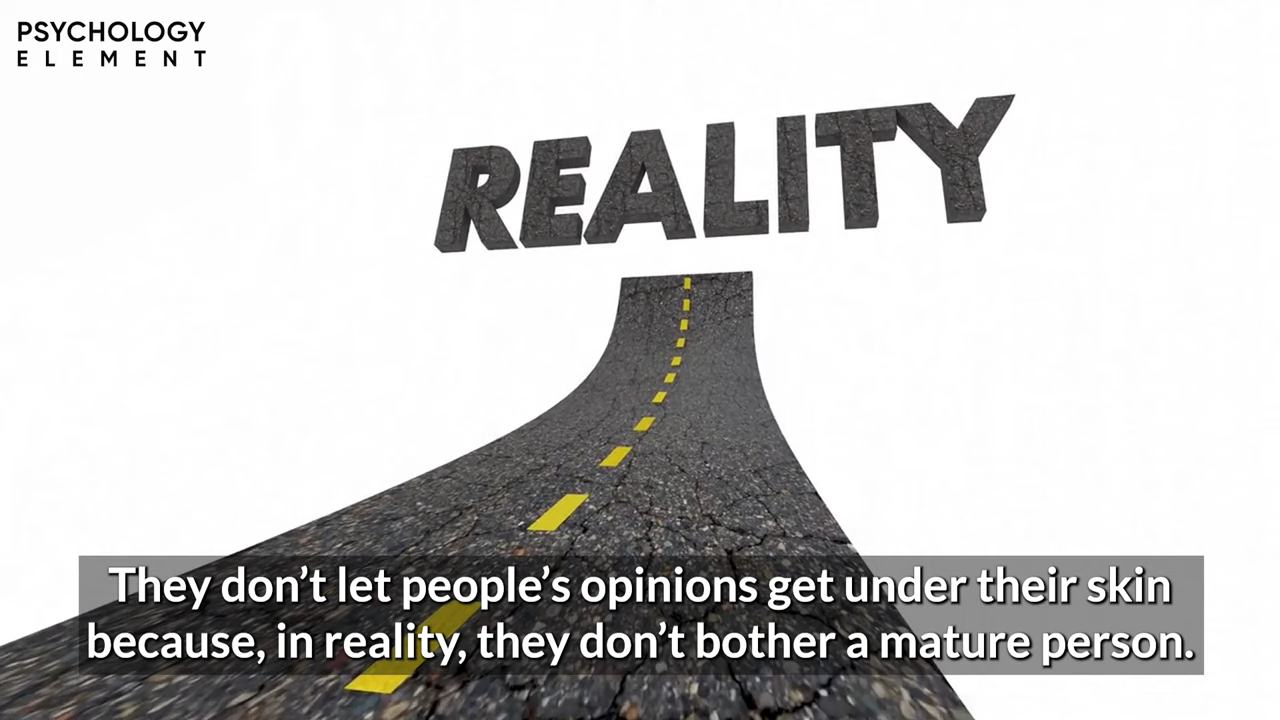 PSYCHOLOGY
ELEMENT
REALITY
They don’t let people’s opinions get under their skin
because, in reality, they don’t bother a mature person.